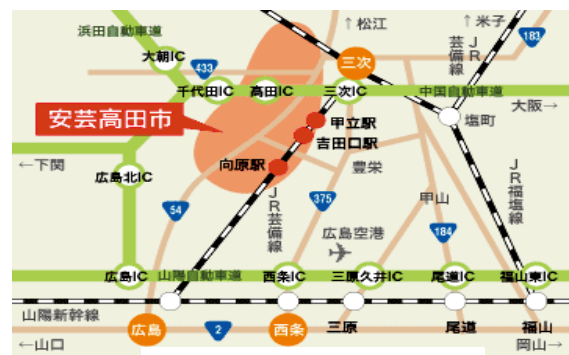 ↑松江
↑米子
183
浜田自動車道
JR芸備線
大朝IC
433
三次
千代田IC
高田IC
三次IC
中国自動車道
大阪→
安芸高田市
甲立駅
塩町
吉田口駅
←下関
向原駅
豊栄
広島北IC
JR福塩線
甲山
54
JR芸備線
375
広島空港
184
広島IC
山陽自動車道
西条IC
三原久井IC
尾道IC
福山東IC
山陽新幹線
広島
2
西条
三原
尾道
福山
←山口
岡山→